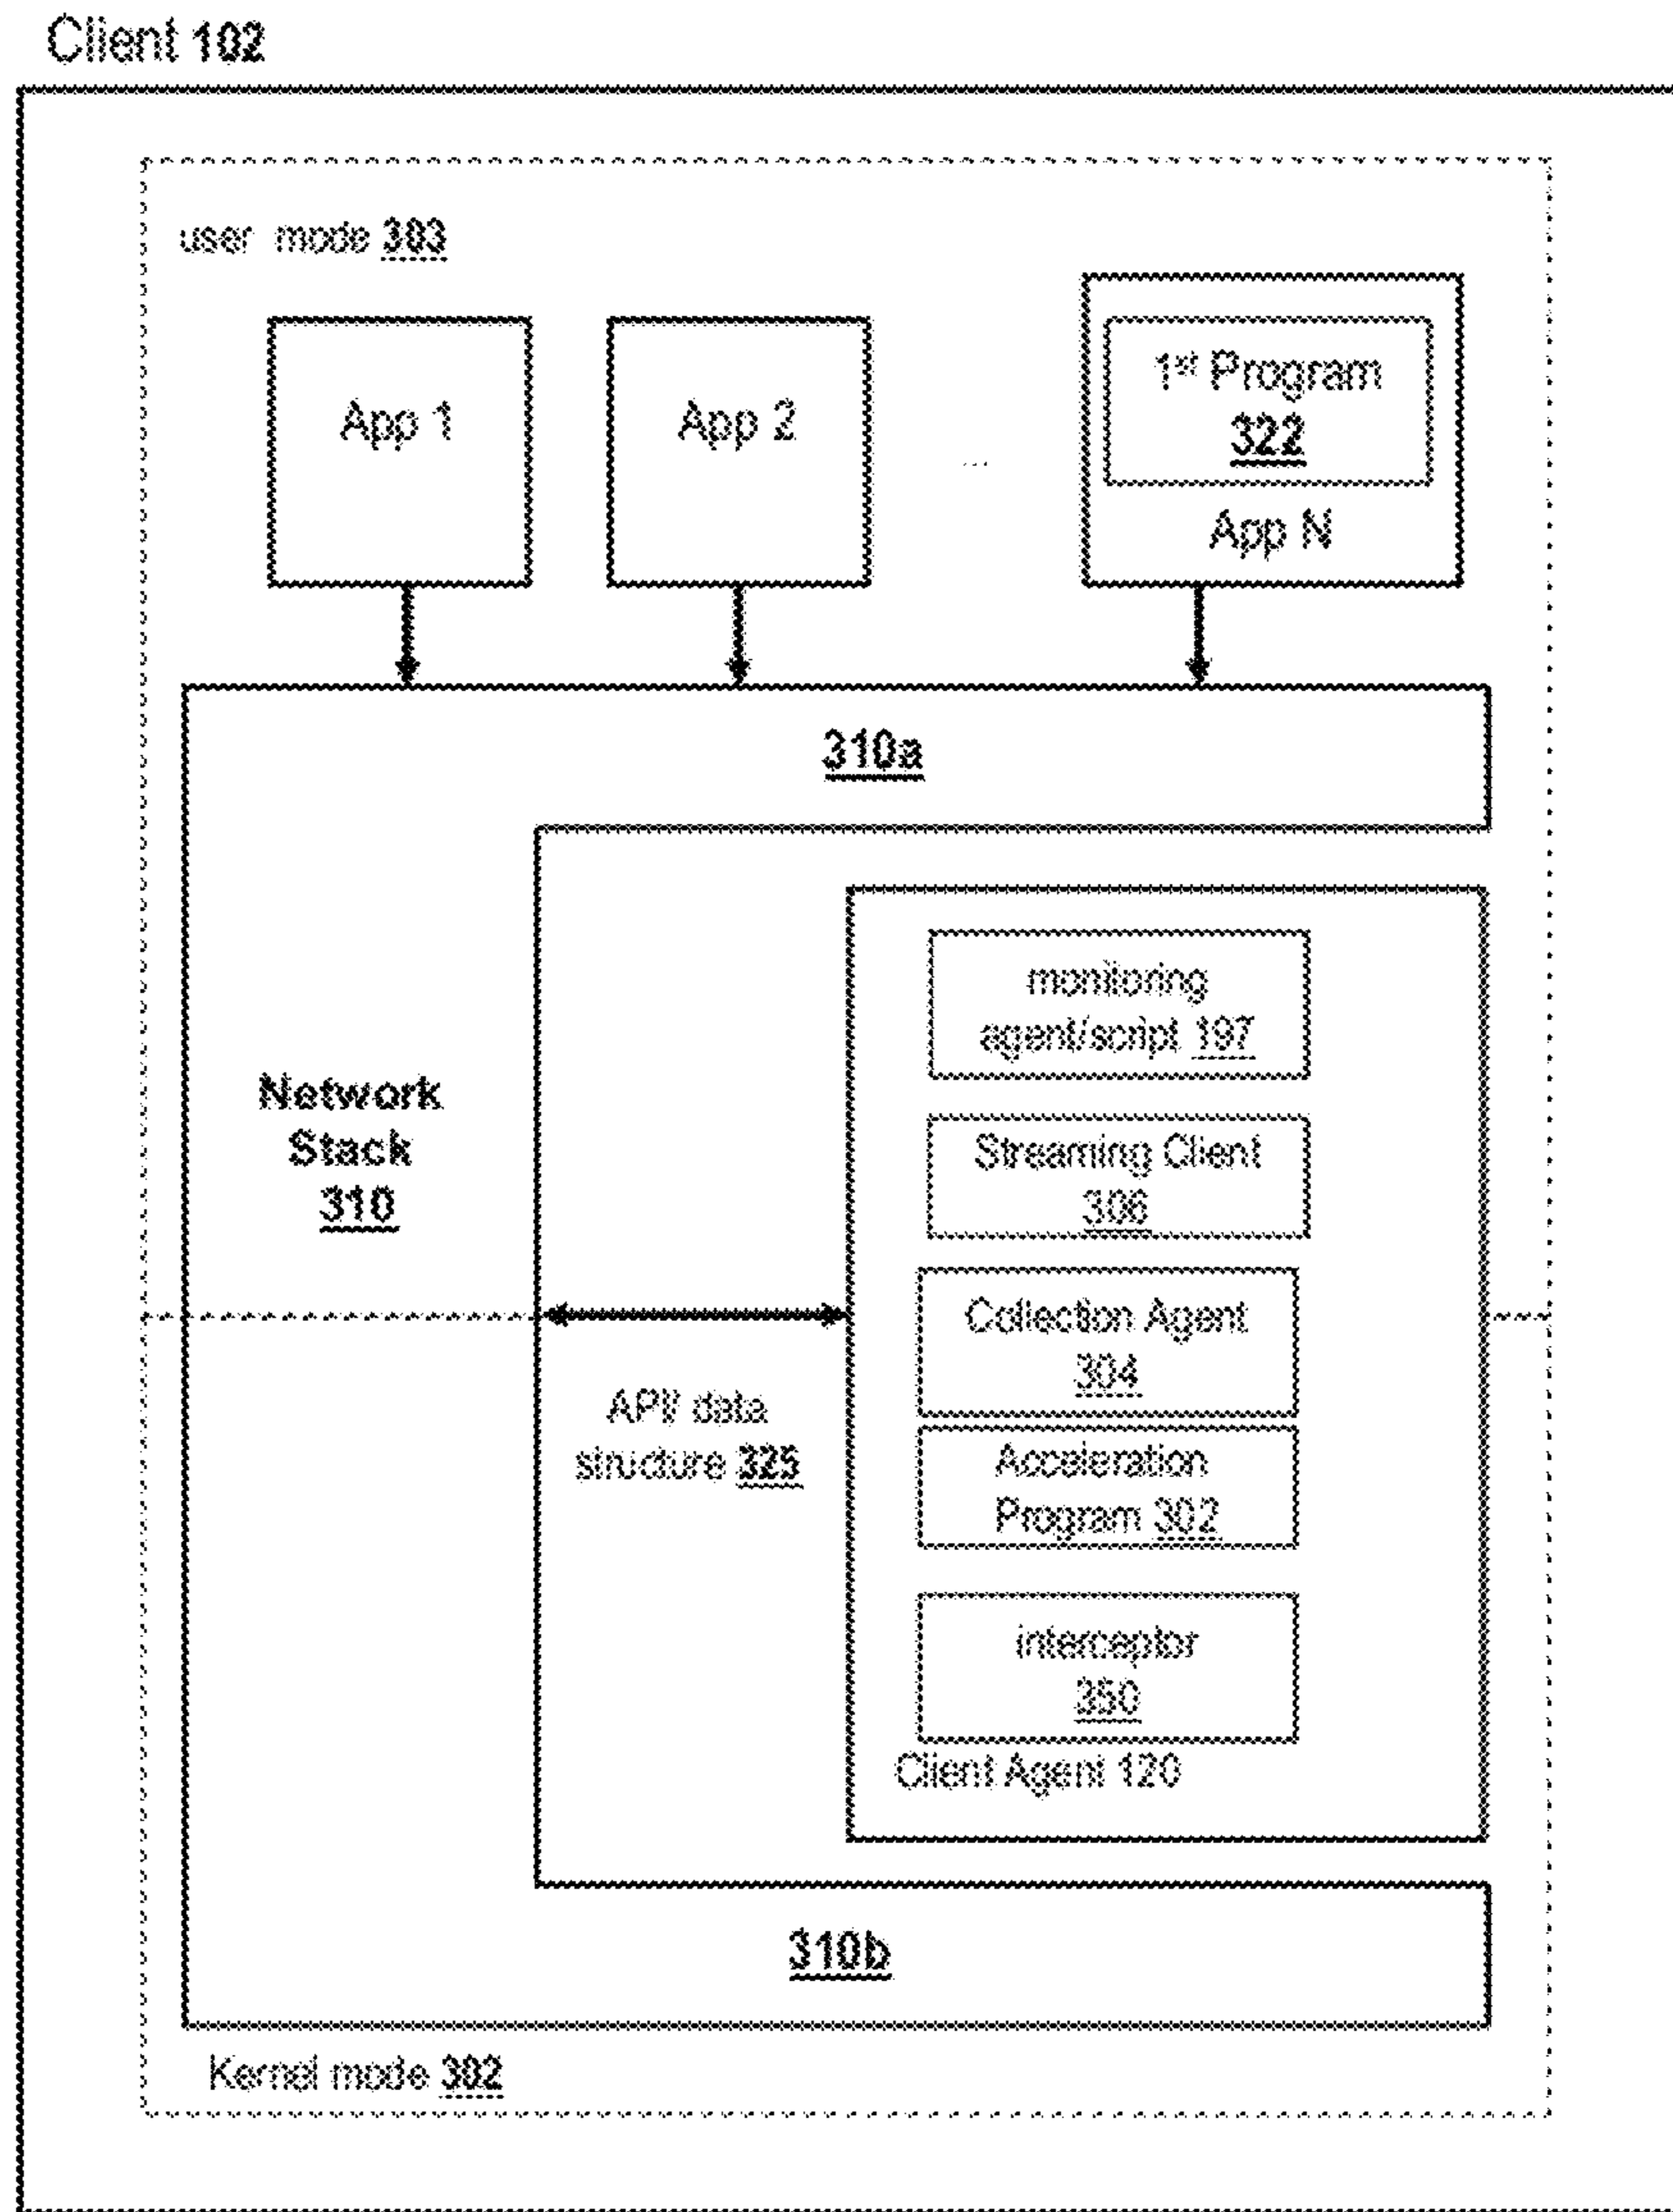 Client 102
user mode 303
App 1
App 2
...
1st Program
322
App N
310a
Network
Stack
310
monitoring
agent/script 197
Streaming Client
306
Collection Agent
304
API/ data
structure 325
Acceleration
Program 302
interceptor
350
Client Agent 120
310b
Kernel mode 302